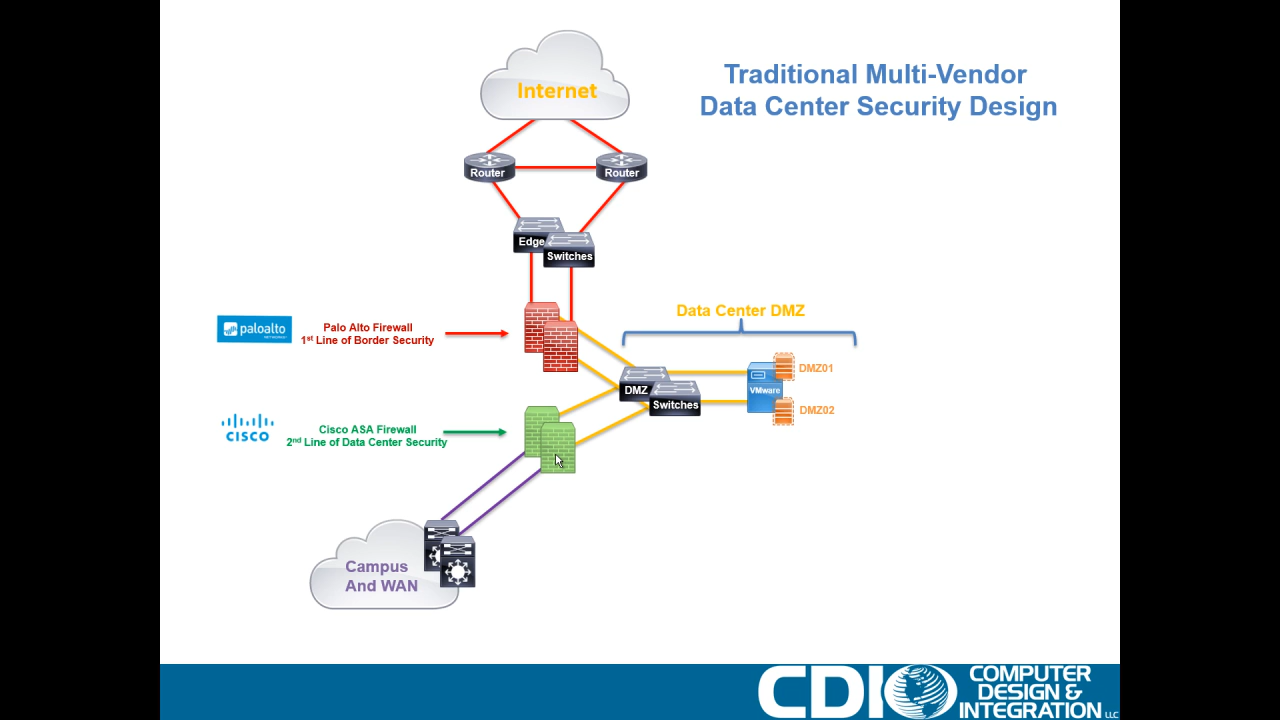 Traditional Multi-Vendor
Data Center Security Design
Internet
Router
Router
Edge
Switches
Data Center DMZ
paloalto
NETWORKS
Palo Alto Firewall
1st Line of Border Security
DMZ01
DMZ
Switches
VMware
DMZ02
CISCO
Cisco ASA Firewall
2nd Line of Data Center Security
Campus
And WAN
CDI
COMPUTER
DESIGN &
INTEGRATION LLC